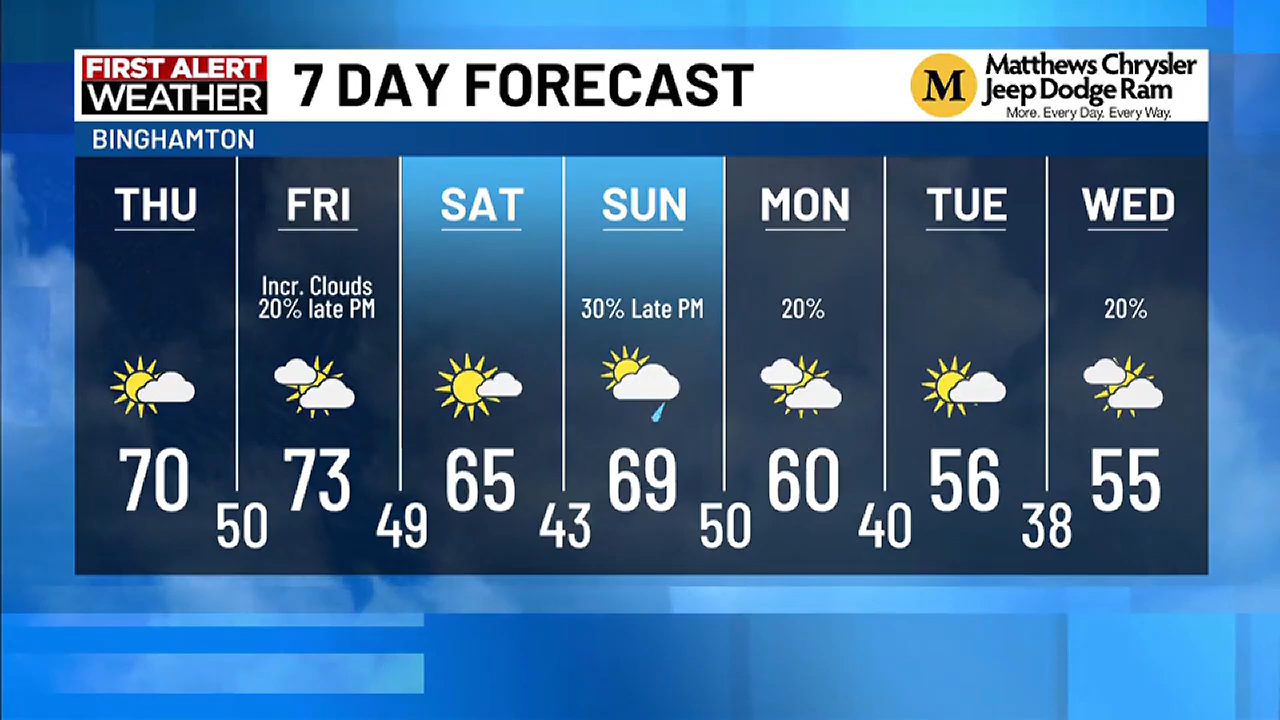 FIRST ALERT
WEATHER
7 DAY FORECAST
M
Matthews Chrysler
Jeep Dodge Ram
More. Every Day. Every Way.
BINGHAMTON
THU
FRI
SAT
SUN
MON
TUE
WED
Incr. Clouds
20% late PM
30% Late PM
20%
20%
70
73
65
69
60
56
55
50
49
43
50
40
38